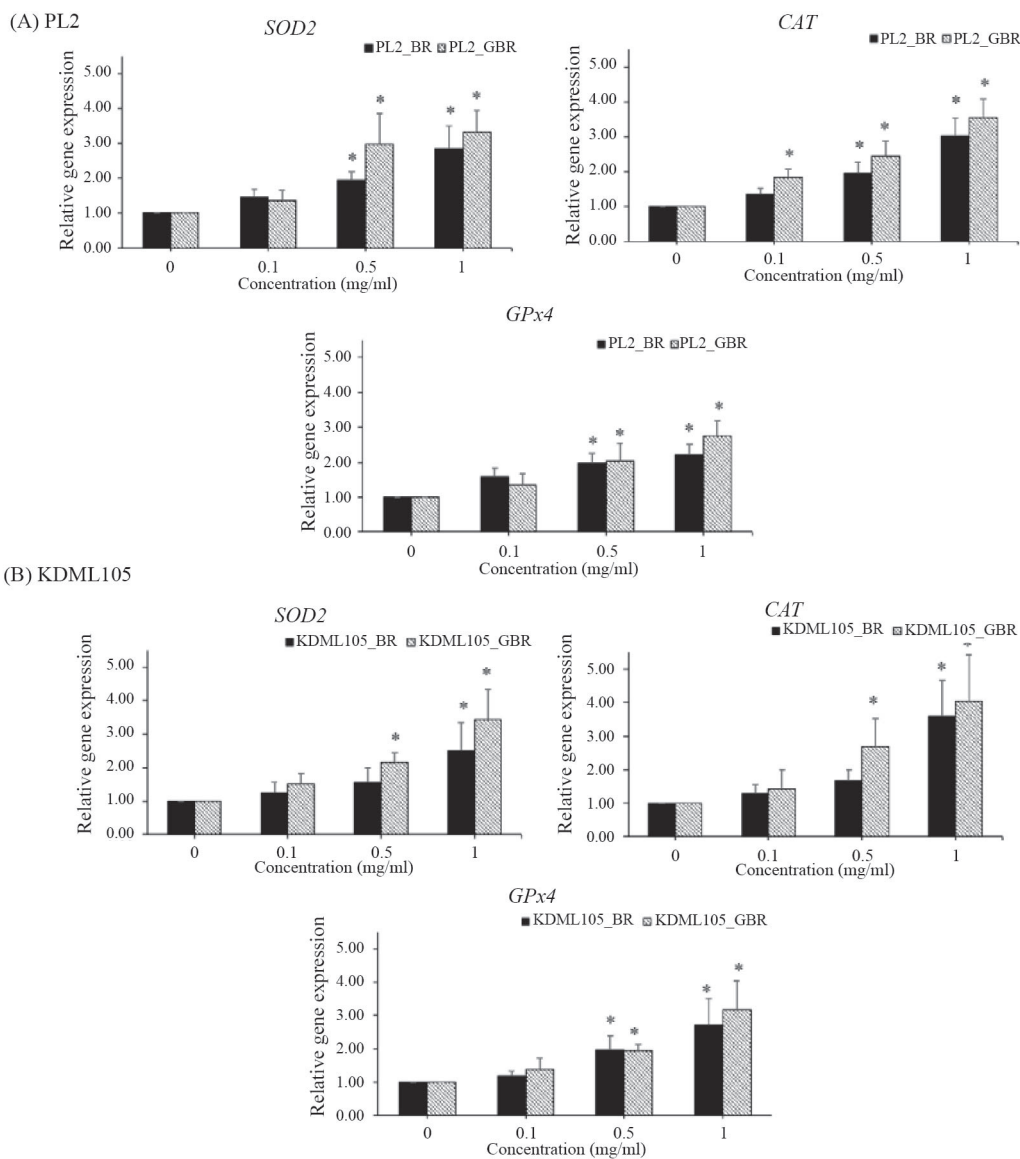 (A) PL2
SOD2
PL2_BR PL2_GBR
Relative gene expression
5.00
4.00
3.00
2.00
1.00
0.00
* * * 
0 0.1 0.5 1
Concentration (mg/ml)
CAT
PL2_BR PL2_GBR
Relative gene expression
5.00
4.00
3.00
2.00
1.00
0.00
* * * * *
0 0.1 0.5 1
Concentration (mg/ml)
GPx4
PL2_BR PL2_GBR
Relative gene expression
5.00
4.00
3.00
2.00
1.00
0.00
* * * *
0 0.1 0.5 1
Concentration (mg/ml)
(B) KDML105
SOD2
KDML105_BR KDML105_GBR
Relative gene expression
5.00
4.00
3.00
2.00
1.00
0.00
* * *
0 0.1 0.5 1
Concentration (mg/ml)
CAT
KDML105_BR KDML105_GBR
Relative gene expression
5.00
4.00
3.00
2.00
1.00
0.00
* * *
0 0.1 0.5 1
Concentration (mg/ml)
GPx4
KDML105_BR KDML105_GBR
Relative gene expression
5.00
4.00
3.00
2.00
1.00
0.00
* * * *
0 0.1 0.5 1
Concentration (mg/ml)